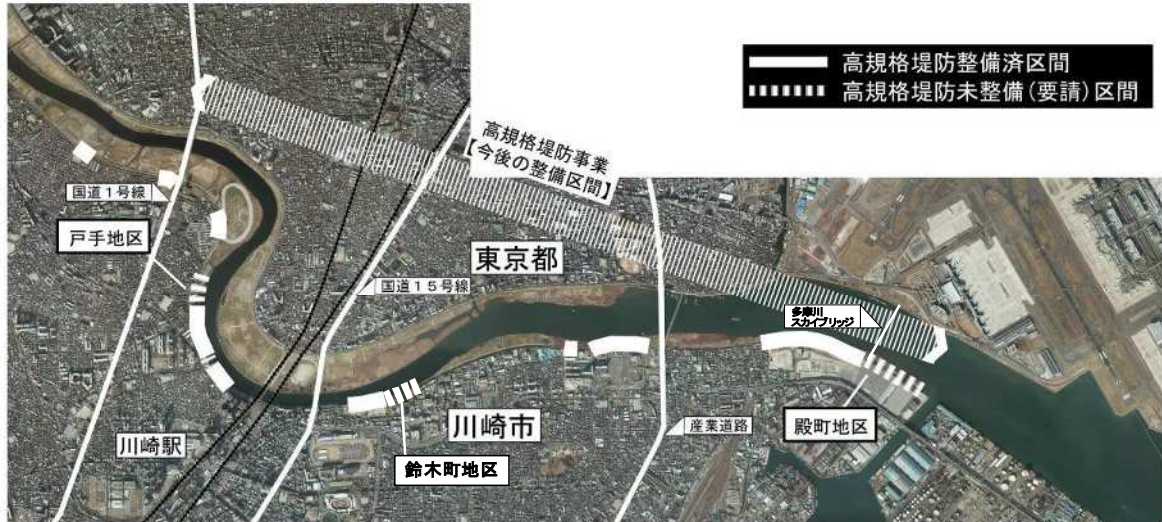 高規格堤防整備済区間
高規格堤防未整備(要請)区間
高規格堤防事業
【今後の整備区間】
国道1号線
戸手地区
東京都
国道15号線
多摩川
スカイブリッジ
川崎市
川崎駅
産業道路
殿町地区
鈴木町地区